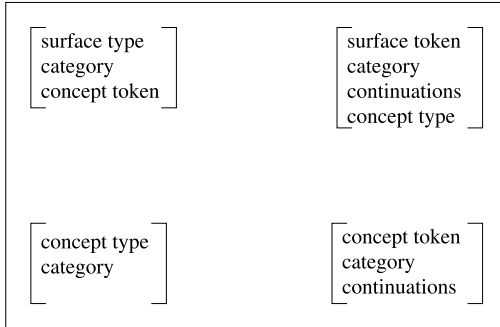 surface type
category
concept token
surface token
category
continuations
concept type
concept type
category
concept token
category
continuations